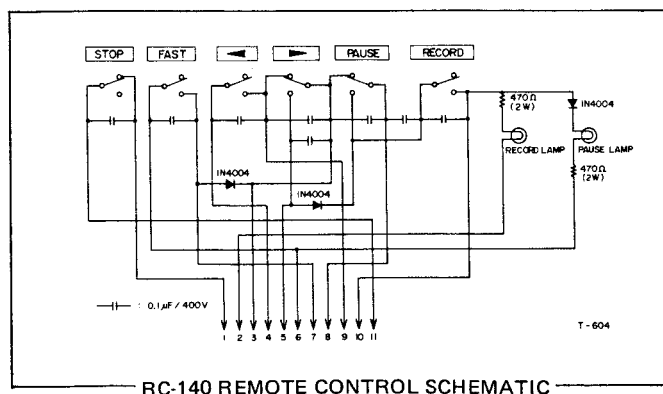 STOP FAST ◄ ► PAUSE RECORD
470Ω
(2W)
1N4004
RECORD LAMP
PAUSE LAMP
470Ω
(2W)
1N4004
1N4004
: 0.1μF / 400V
1 2 3 4 5 6 7 8 9 10 11
T-604
RC-140 REMOTE CONTROL SCHEMATIC